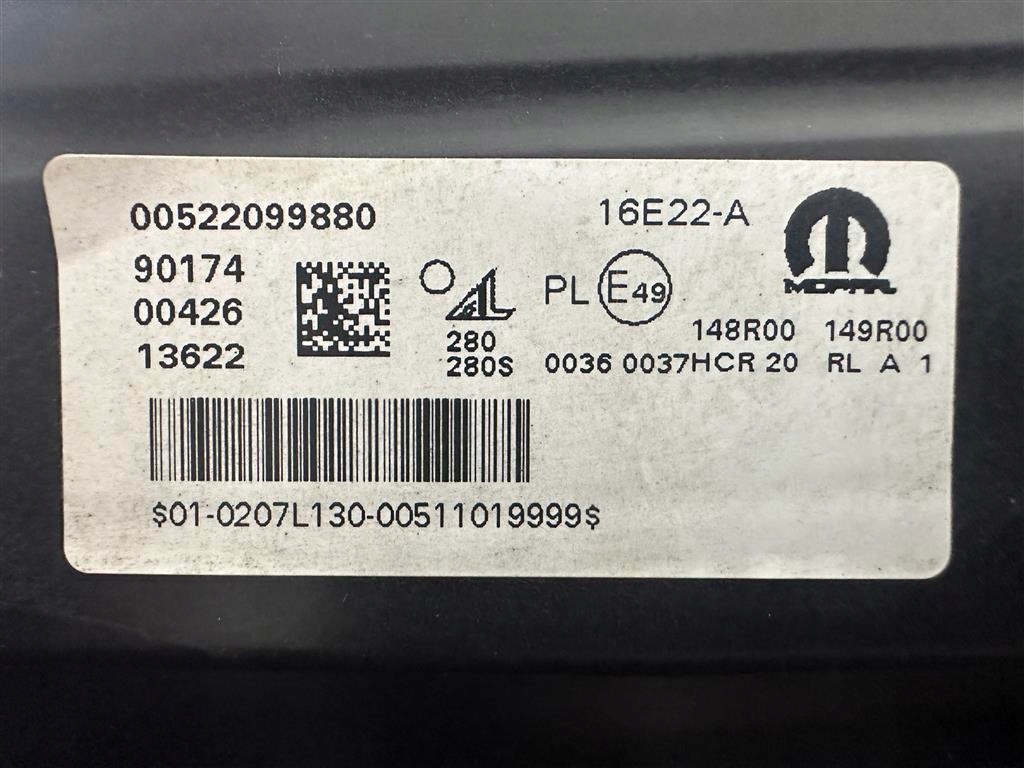 00522099880
16E22-A
MOPAR
90174
00426
13622
AL
280
280S
PL E49
148R00 149R00
0036 0037HCR 20 RL A 1
$01-0207L130-00511019999$